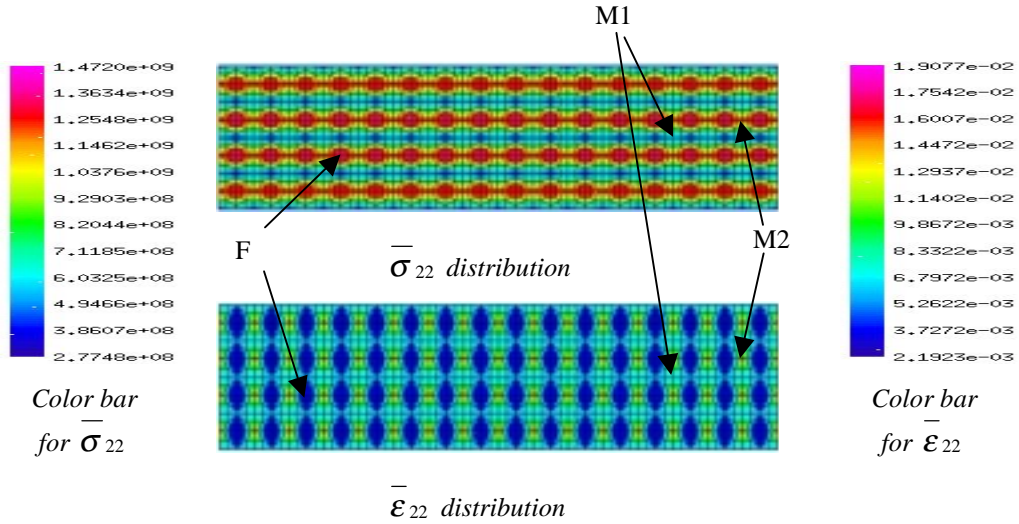 M1
1.4720e+09
1.3634e+09
1.2548e+09
1.1462e+09
1.0376e+09
9.2903e+08
8.2044e+08
7.1185e+08
6.0325e+08
4.9466e+08
3.8607e+08
2.7748e+08
Color bar
for σ̅22
F
M2
σ̅22 distribution
ε̅22 distribution
1.9077e-02
1.7542e-02
1.6007e-02
1.4472e-02
1.2937e-02
1.1402e-02
9.8672e-03
8.3322e-03
6.7972e-03
5.2622e-03
3.7272e-03
2.1923e-03
Color bar
for ε̅22